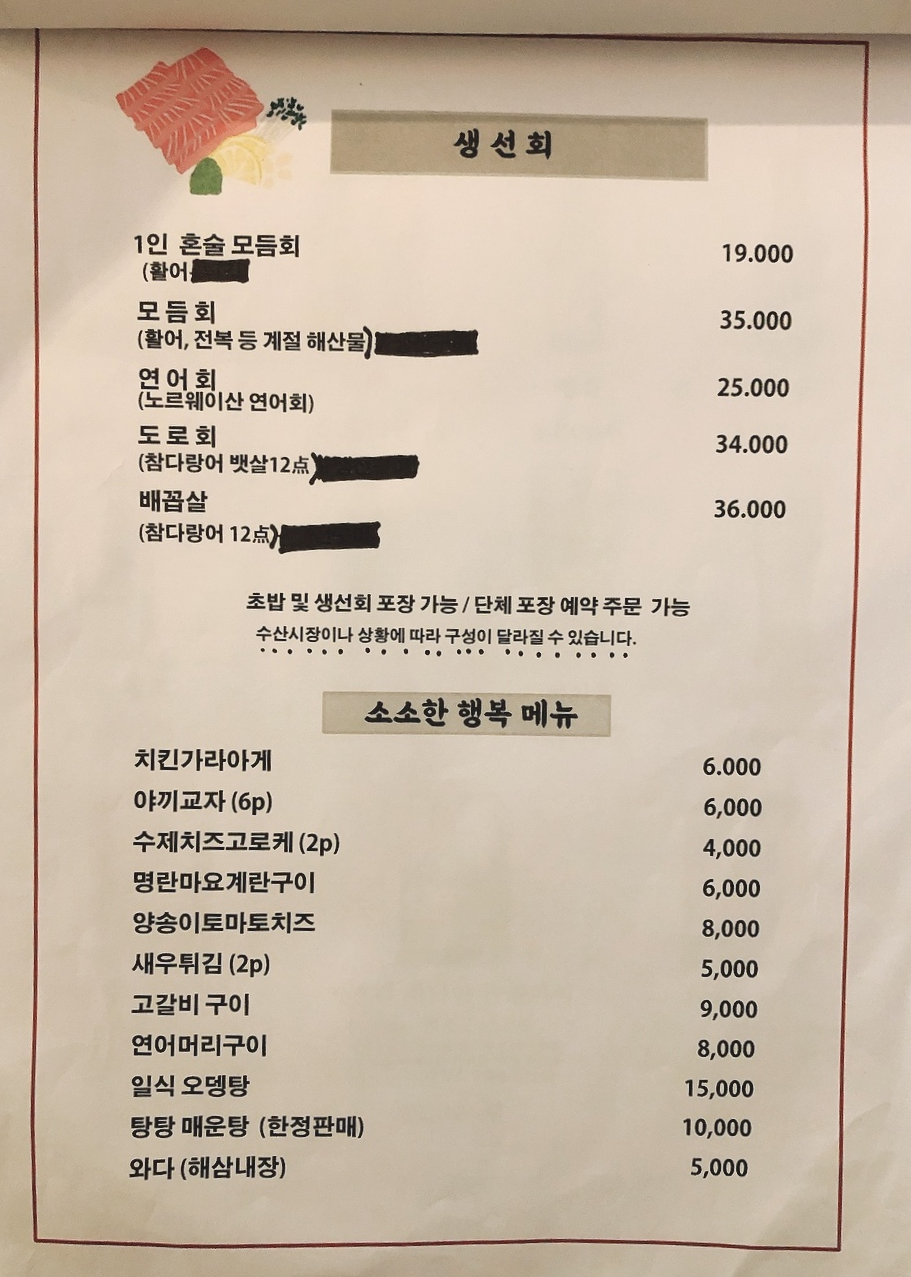 생선회
1인 혼술 모듬회 19.000
(활어
모듬회 35.000
(활어, 전복 등 계절 해산물)
연어회 25.000
(노르웨이산 연어회)
도로회 34.000
(참다랑어 뱃살12点)
배꼽살 36.000
(참다랑어 12点)
초밥 및 생선회 포장 가능 / 단체 포장 예약 주문 가능
수산시장이나 상황에 따라 구성이 달라질 수 있습니다.
소소한 행복 메뉴
치킨가라아게 6.000
야끼교자 (6p) 6,000
수제치즈고로케 (2p) 4,000
명란마요계란구이 6,000
양송이토마토치즈 8,000
새우튀김 (2p) 5,000
고갈비 구이 9,000
연어머리구이 8,000
일식 오뎅탕 15,000
탕탕 매운탕 (한정판매) 10,000
와다 (해삼내장) 5,000